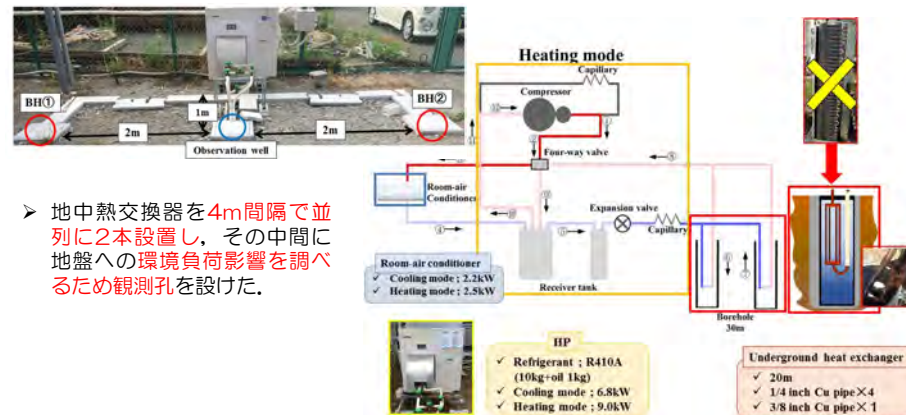 BH①
BH②
1m
2m
2m
Observation well
➢ 地中熱交換器を4m間隔で並
列に2本設置し，その中間に
地盤への環境負荷影響を調べ
るため観測孔を設けた．
Heating mode
Capillary
Compressor
Four-way valve
Room-air
Conditioner
Expansion valve
Capillary
④
⑤
Receiver tank
Borehole
30m
Room-air conditioner
✓ Cooling mode ; 2.2kW
✓ Heating mode ; 2.5kW
HP
✓ Refrigerant ; R410A
(10kg+oil 1kg)
✓ Cooling mode ; 6.8kW
✓ Heating mode ; 9.0kW
Underground heat exchanger
✓ 20m
✓ 1/4 inch Cu pipe×4
✓ 3/8 inch Cu pipe×1